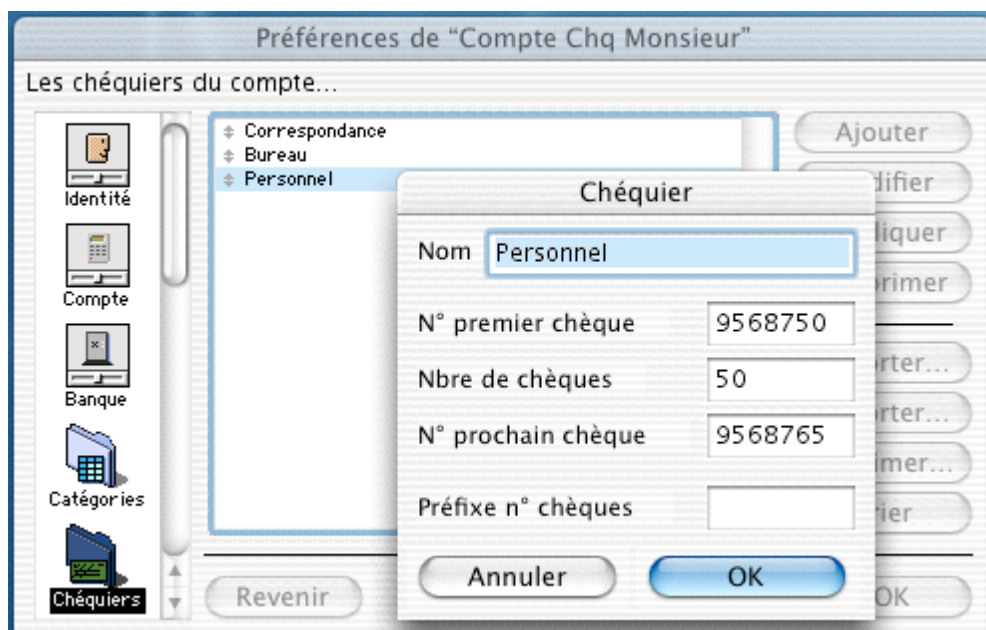 Préférences de “Compte Chq Monsieur”
Les chéquiers du compte...
Identité
Compte
Banque
Catégories
Chéquiers
Correspondance
Bureau
Personnel
Ajouter
Chéquier
Nom Personnel
N° premier chèque 9568750
Nbre de chèques 50
N° prochain chèque 9568765
Préfixe n° chèques
Annuler OK
Revenir
OK